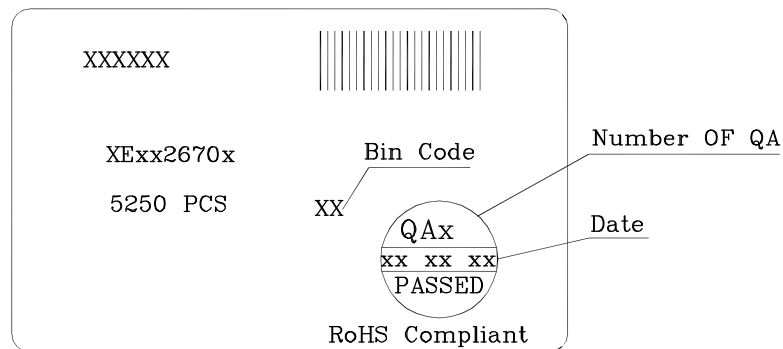 XXXXXX
Number OF QA
XExx2670x
Bin Code
5250 PCS
XX
Date
QAx
xx xx xx
PASSED
RoHS Compliant